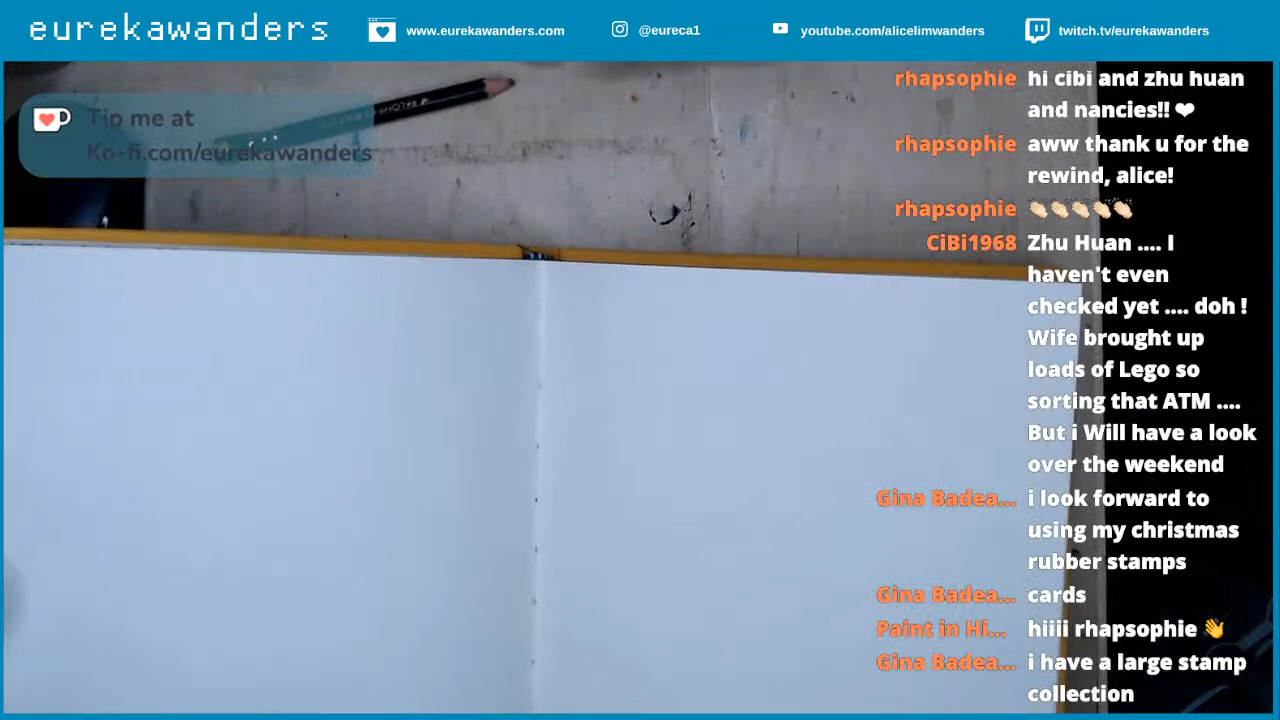 eurekawanders
www.eurekawanders.com
@eureca1
youtube.com/alicelimwanders
twitch.tv/eurekawanders
Tip me at
Ko-fi.com/eurekawanders
rhapsophie hi cibi and zhu huan
and nancies!! ❤
rhapsophie aww thank u for the
rewind, alice!
rhapsophie 👏🏻👏🏻👏🏻👏🏻👏🏻
CiBi1968 Zhu Huan .... I
haven't even
checked yet .... doh !
Wife brought up
loads of Lego so
sorting that ATM ....
But i Will have a look
over the weekend
Gina Badea... i look forward to
using my christmas
rubber stamps
Gina Badea... cards
Paint in Hi... hiiii rhapsophie 👋
Gina Badea... i have a large stamp
collection